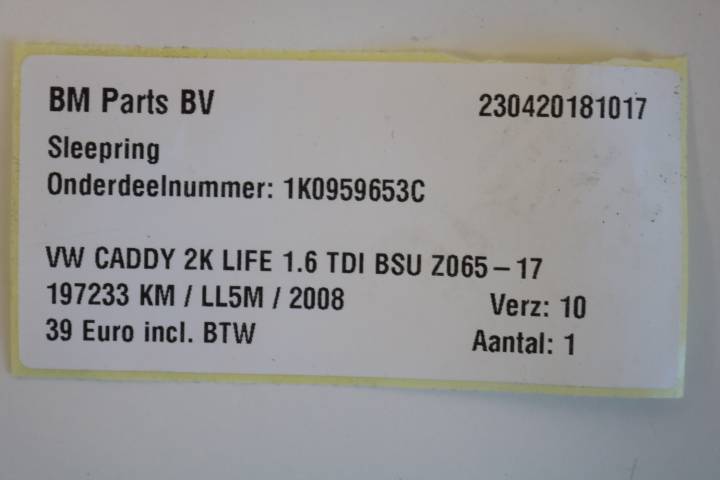 BM Parts BV 230420181017
Sleepring
Onderdeelnummer: 1K0959653C
VW CADDY 2K LIFE 1.6 TDI BSU Z065-17
197233 KM / LL5M / 2008 Verz: 10
39 Euro incl. BTW Aantal: 1